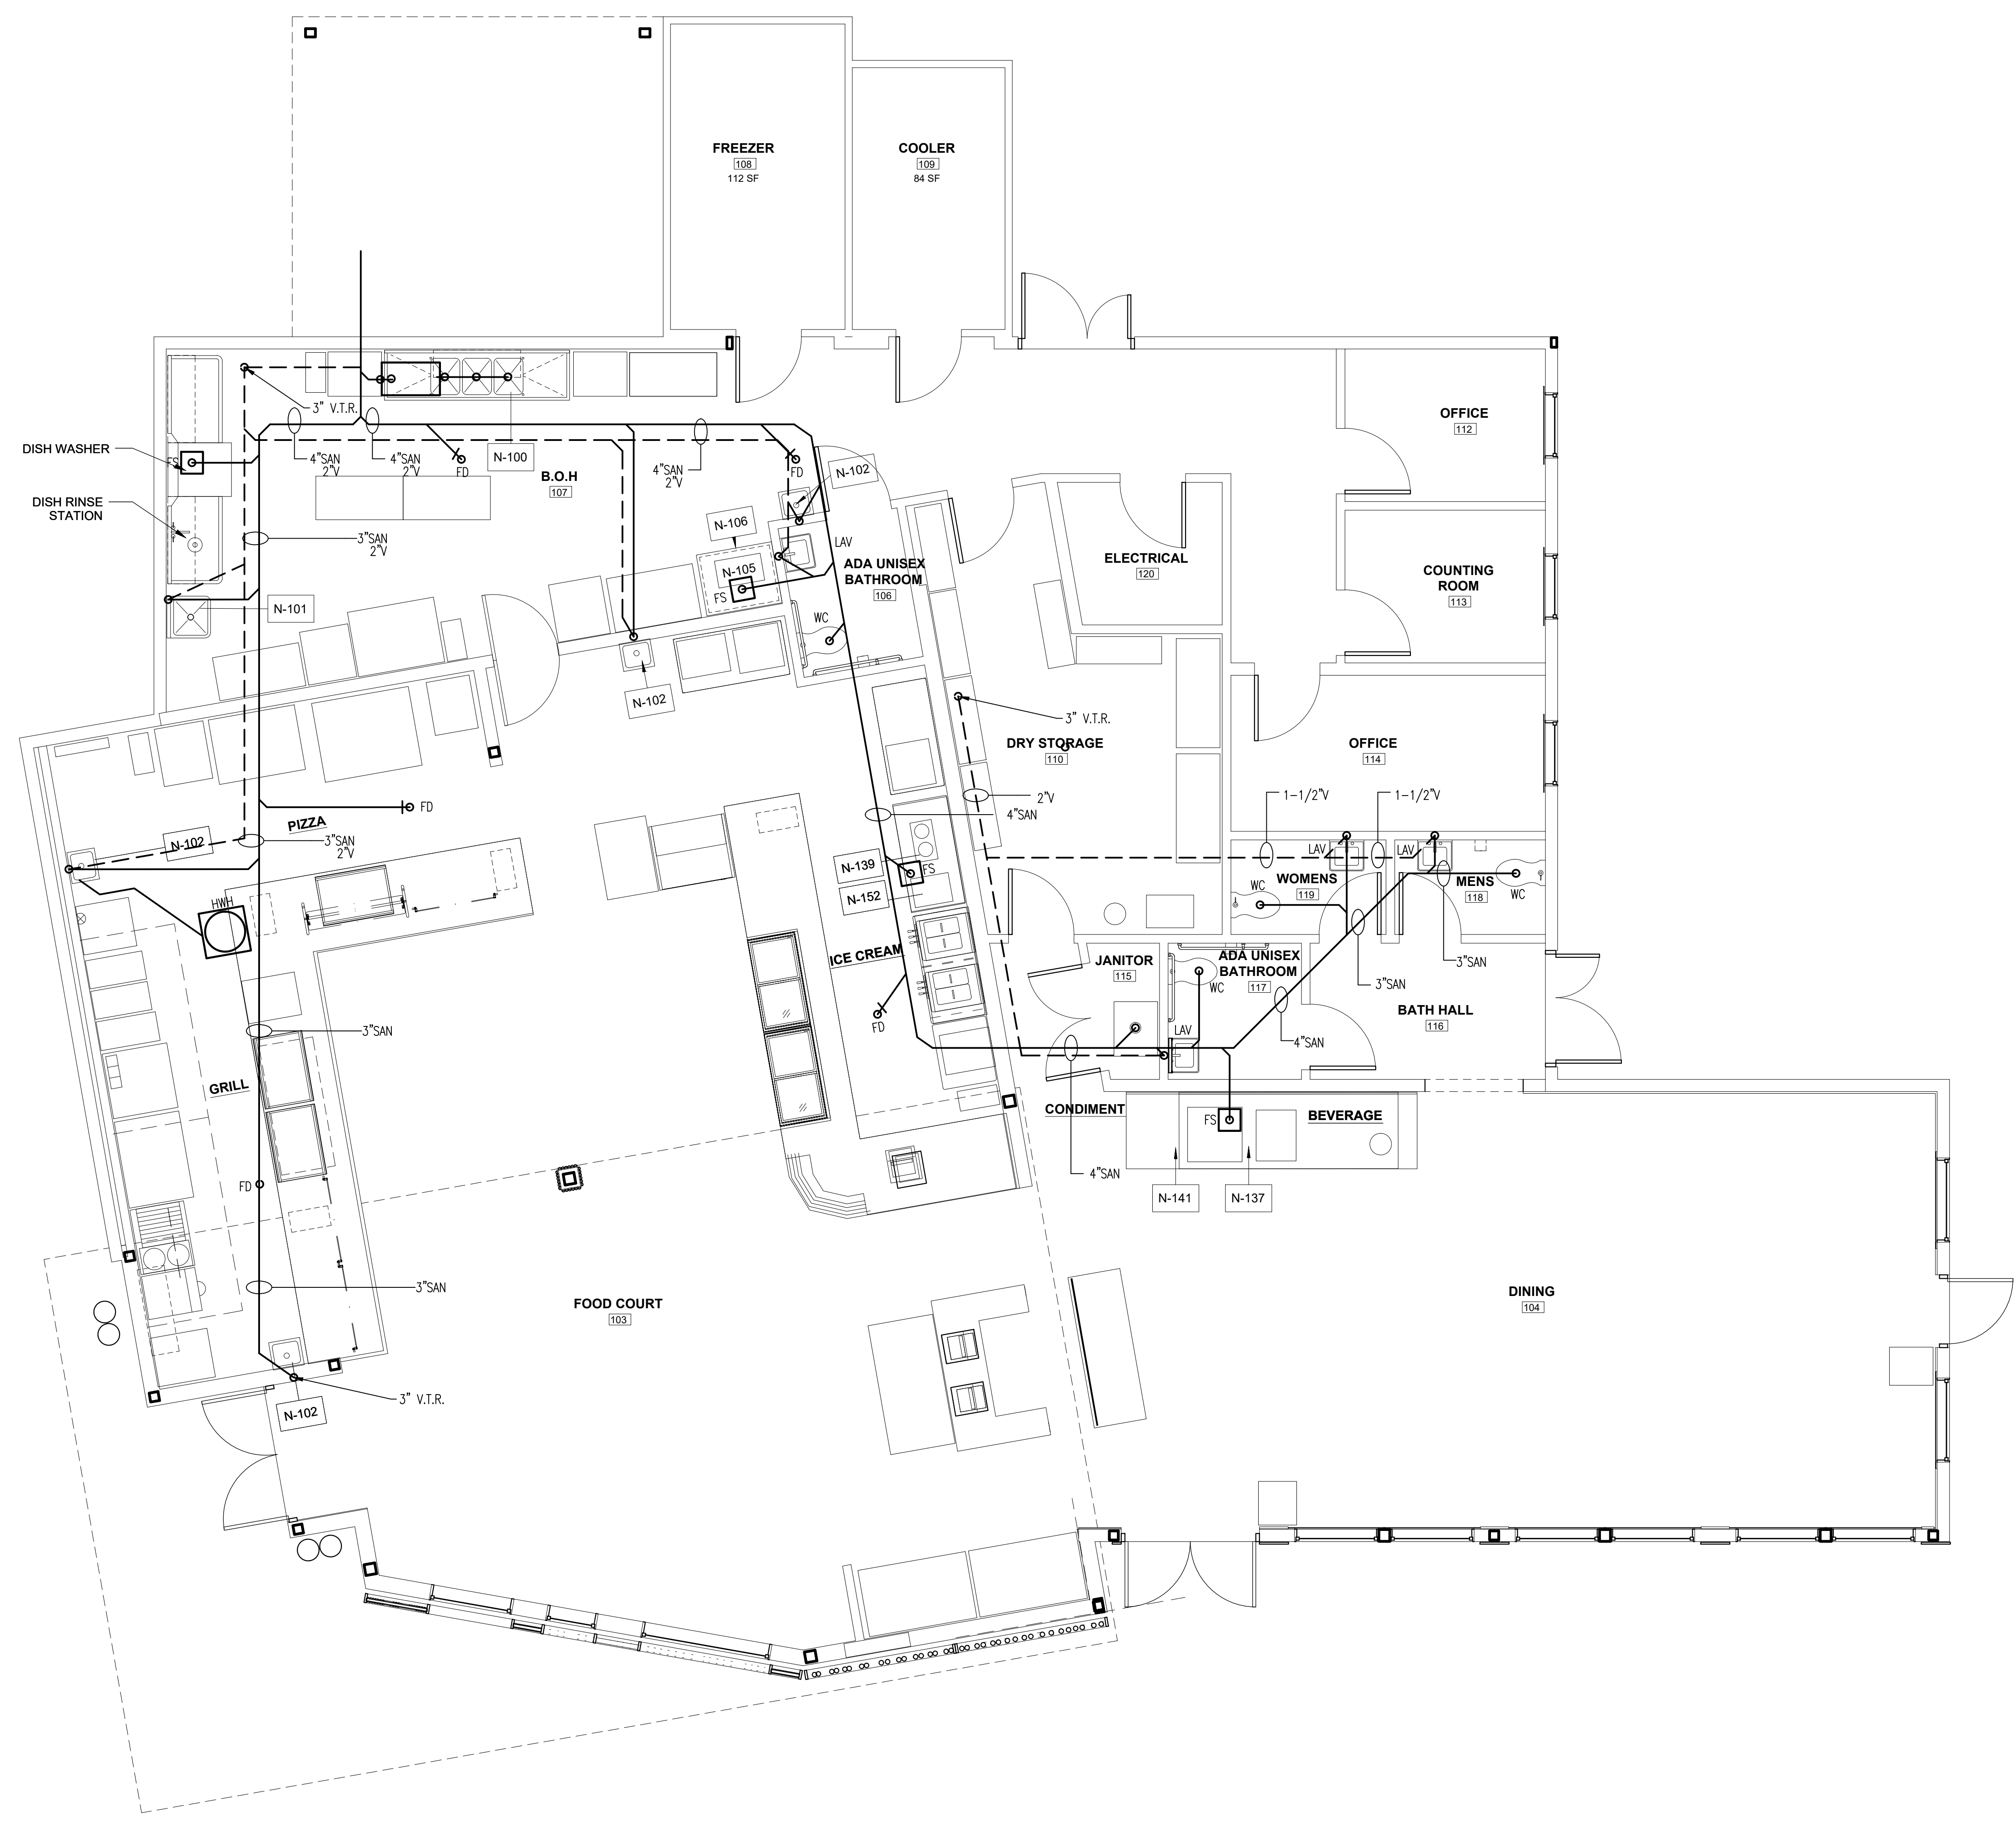 FREEZER
108
112 SF
COOLER
109
84 SF
3" V.T.R.
OFFICE
112
DISH WASHER
FS
4"SAN
2"V
4"SAN
2"V
FD
N-100
4"SAN
2"V
FD
N-102
B.O.H
107
DISH RINSE
STATION
3"SAN
2"V
N-106
LAV
N-105
FS
ADA UNISEX
BATHROOM
106
ELECTRICAL
120
COUNTING
ROOM
113
N-101
WC
N-102
3" V.T.R.
DRY STORAGE
110
OFFICE
114
2"V
4"SAN
1-1/2"V
1-1/2"V
FD
PIZZA
N-102
3"SAN
2"V
N-139
FS
N-152
LAV
LAV
WOMENS
119
WC
MENS
118
WC
HWH
ICE CREAM
JANITOR
115
ADA UNISEX
BATHROOM
117
WC
3"SAN
3"SAN
BATH HALL
116
FD
LAV
4"SAN
3"SAN
GRILL
CONDIMENT
BEVERAGE
FS
4"SAN
N-141
N-137
FD
3"SAN
FOOD COURT
103
DINING
104
3" V.T.R.
N-102